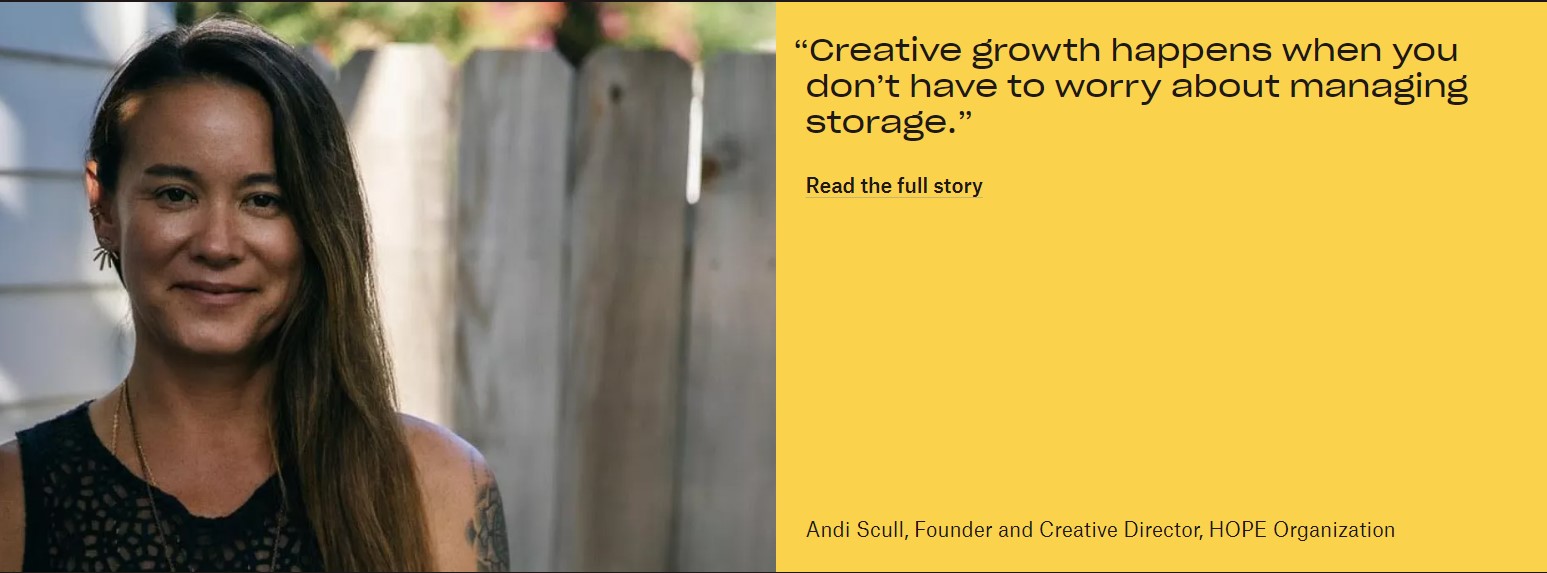 “Creative growth happens when you
don’t have to worry about managing
storage.”
Read the full story
Andi Scull, Founder and Creative Director, HOPE Organization